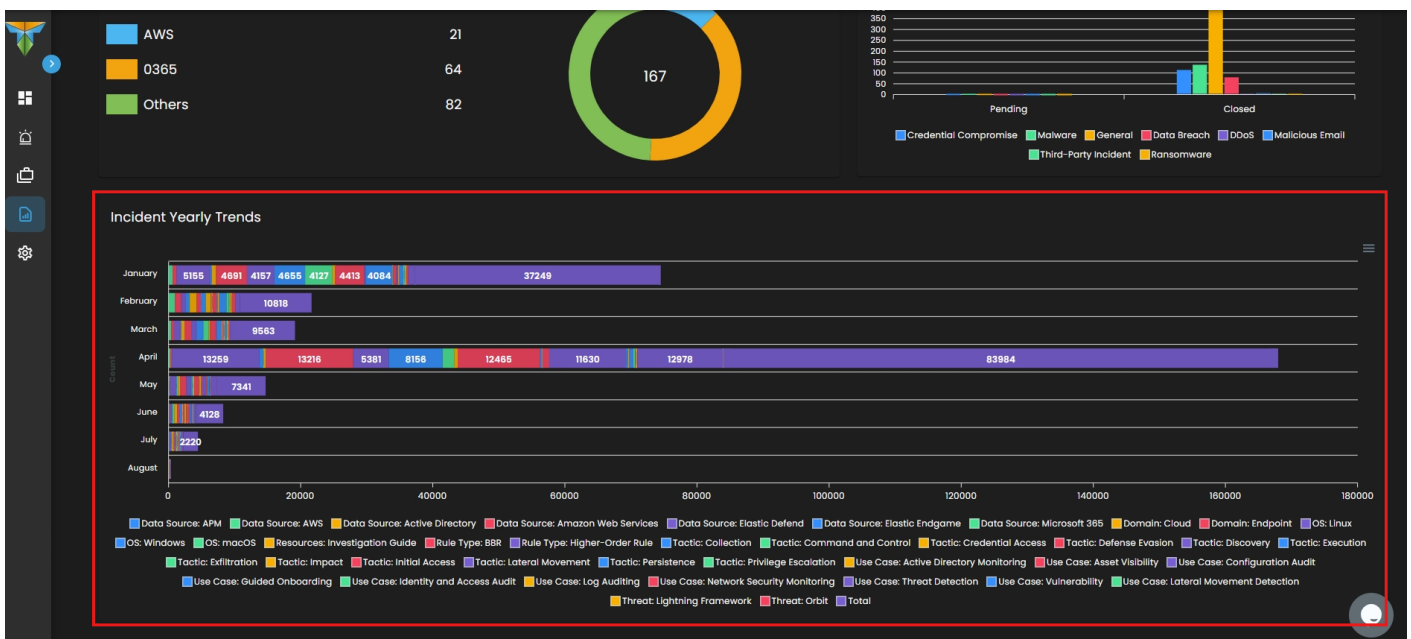 AWS 21
0365 64
Others 82
167
350
300
250
200
150
100
50
0
Pending Closed
Credential Compromise Malware General Data Breach DDoS Malicious Email
Third-Party Incident Ransomware
Incident Yearly Trends
Count
January 5155 4691 4157 4655 4127 4413 4084 37249
February 10818
March 9563
April 13259 13216 5381 8156 12465 11630 12978 83984
May 7341
June 4128
July 2220
August
0 20000 40000 60000 80000 100000 120000 140000 160000 180000
Data Source: APM Data Source: AWS Data Source: Active Directory Data Source: Amazon Web Services Data Source: Elastic Defend Data Source: Elastic Endgame Data Source: Microsoft 365 Domain: Cloud Domain: Endpoint OS: Linux
OS: Windows OS: macOS Resources: Investigation Guide Rule Type: BBR Rule Type: Higher-Order Rule Tactic: Collection Tactic: Command and Control Tactic: Credential Access Tactic: Defense Evasion Tactic: Discovery Tactic: Execution
Tactic: Exfiltration Tactic: Impact Tactic: Initial Access Tactic: Lateral Movement Tactic: Persistence Tactic: Privilege Escalation Use Case: Active Directory Monitoring Use Case: Asset Visibility Use Case: Configuration Audit
Use Case: Guided Onboarding Use Case: Identity and Access Audit Use Case: Log Auditing Use Case: Network Security Monitoring Use Case: Threat Detection Use Case: Vulnerability Use Case: Lateral Movement Detection
Threat: Lightning Framework Threat: Orbit Total